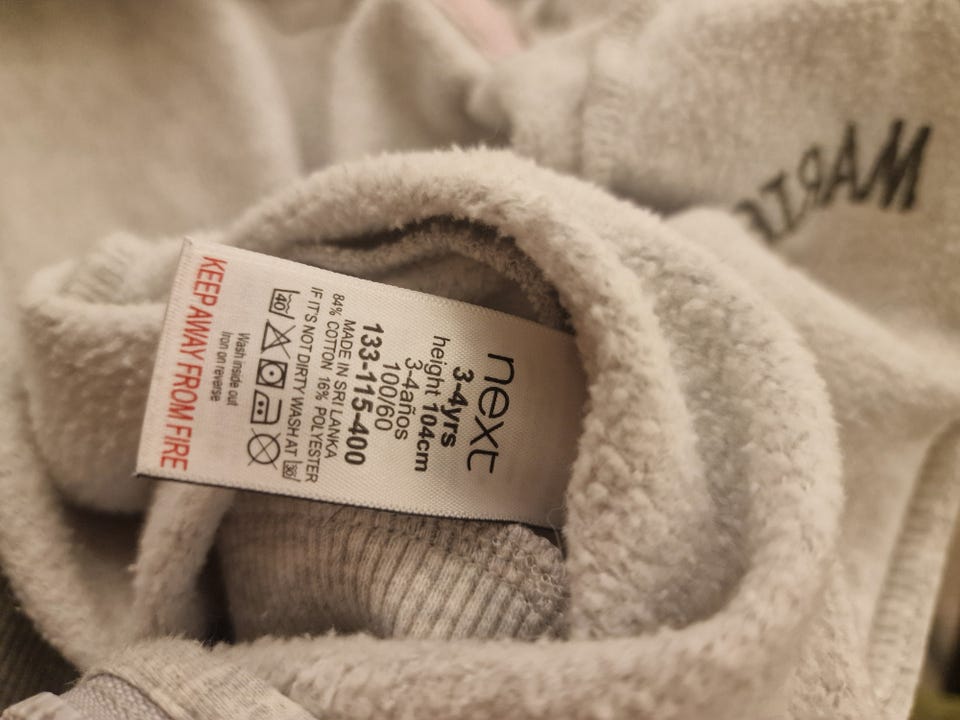 next
3-4yrs
height 104cm
3-4años
100/60
133-115-400
MADE IN SRI LANKA
84% COTTON 16% POLYESTER
IF IT'S NOT DIRTY WASH AT 30
40
Wash inside out
Iron on reverse
KEEP AWAY FROM FIRE